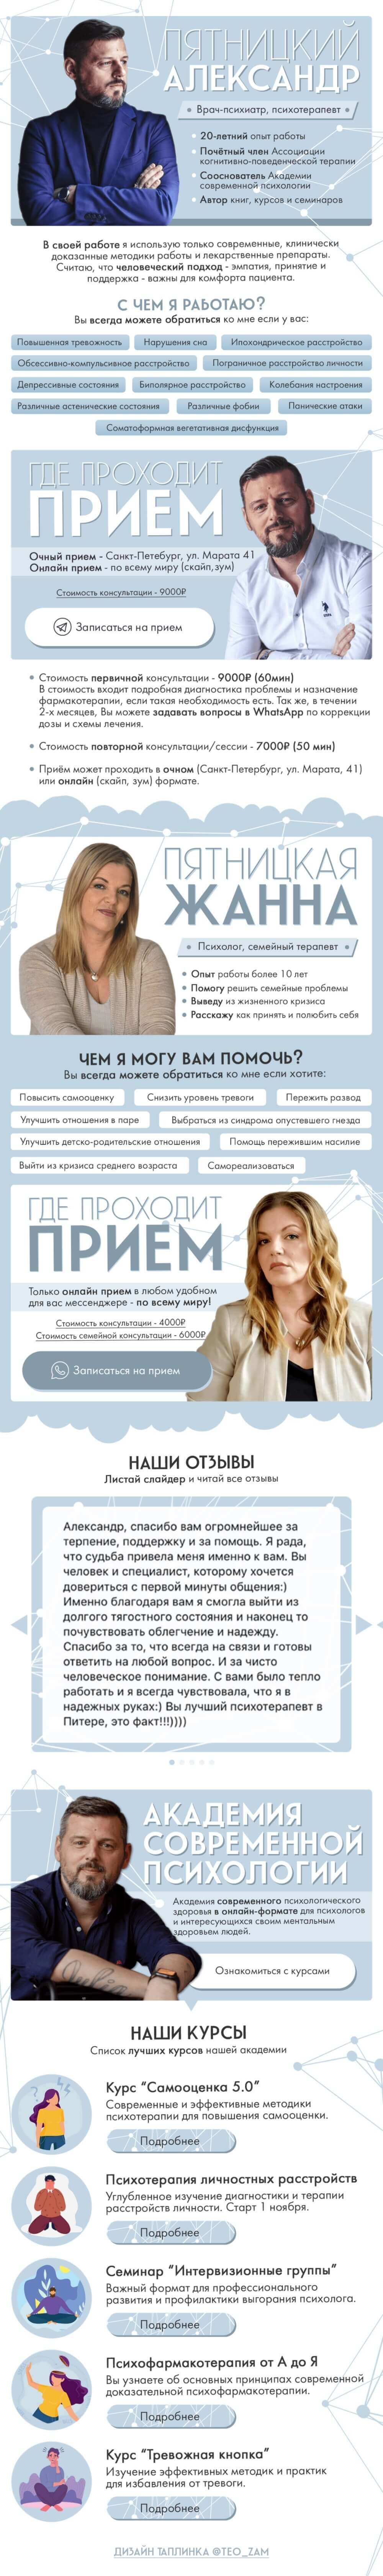 ПЯТНИЦКИЙ
АЛЕКСАНДР
Врач-психиатр, психотерапевт
20-летний опыт работы
Почётный член Ассоциации
когнитивно-поведенческой терапии
Сооснователь Академии
современной психологии
Автор книг, курсов и семинаров
В своей работе я использую только современные, клинически
доказанные методики работы и лекарственные препараты.
Считаю, что человеческий подход - эмпатия, принятие и
поддержка - важны для комфорта пациента.
С ЧЕМ Я РАБОТАЮ?
Вы всегда можете обратиться ко мне если у вас:
Повышенная тревожность
Нарушения сна
Ипохондрическое расстройство
Обсессивно-компульсивное расстройство
Пограничное расстройство личности
Депрессивные состояния
Биполярное расстройство
Колебания настроения
Различные астенические состояния
Различные фобии
Панические атаки
Соматоформная вегетативная дисфункция
ГДЕ ПРОХОДИТ
ПРИЕМ
Очный прием - Санкт-Петебург, ул. Марата 41
Онлайн прием - по всему миру (скайп,зум)
Стоимость консультации - 9000₽
Записаться на прием
Стоимость первичной консультации - 9000₽ (60мин)
В стоимость входит подробная диагностика проблемы и назначение
фармакотерапии, если такая необходимость есть. Так же, в течении
2-х месяцев, Вы можете задавать вопросы в WhatsApp по коррекции
дозы и схемы лечения.
Стоимость повторной консультации/сессии - 7000₽ (50 мин)
Приём может проходить в очном (Санкт-Петербург, ул. Марата, 41)
или онлайн (скайп, зум) формате.
ПЯТНИЦКАЯ
ЖАННА
Психолог, семейный терапевт
Опыт работы более 10 лет
Помогу решить семейные проблемы
Выведу из жизненного кризиса
Расскажу как принять и полюбить себя
ЧЕМ Я МОГУ ВАМ ПОМОЧЬ?
Вы всегда можете обратиться ко мне если хотите:
Повысить самооценку
Снизить уровень тревоги
Пережить развод
Улучшить отношения в паре
Выбраться из синдрома опустевшего гнезда
Улучшить детско-родительские отношения
Помощь пережившим насилие
Выйти из кризиса среднего возраста
Самореализоваться
ГДЕ ПРОХОДИТ
ПРИЕМ
Только онлайн прием в любом удобном
для вас мессенджере - по всему миру!
Стоимость консультации - 4000₽
Стоимость семейной консультации - 6000₽
Записаться на прием
НАШИ ОТЗЫВЫ
Листай слайдер и читай все отзывы
Александр, спасибо вам огромнейшее за
терпение, поддержку и за помощь. Я рада,
что судьба привела меня именно к вам. Вы
человек и специалист, которому хочется
довериться с первой минуты общения:)
Именно благодаря вам я смогла выйти из
долгого тягостного состояния и наконец то
почувствовать облегчение и надежду.
Спасибо за то, что всегда на связи и готовы
ответить на любой вопрос. И за чисто
человеческое понимание. С вами было тепло
работать и я всегда чувствовала, что я в
надежных руках:) Вы лучший психотерапевт в
Питере, это факт!!!))))
АКАДЕМИЯ
СОВРЕМЕННОЙ
ПСИХОЛОГИИ
Академия современного психологического
здоровья в онлайн-формате для психологов
и интересующихся своим ментальным
здоровьем людей.
Ознакомиться с курсами
НАШИ КУРСЫ
Список лучших курсов нашей академии
Курс "Самооценка 5.0"
Современные и эффективные методики
психотерапии для повышения самооценки.
Подробнее
Психотерапия личностных расстройств
Углубленное изучение диагностики и терапии
расстройств личности. Старт 1 ноября.
Подробнее
Семинар "Интервизионные группы"
Важный формат для профессионального
развития и профилактики выгорания психолога.
Подробнее
Психофармакотерапия от А до Я
Вы узнаете об основных принципах современной
доказательной психофармакотерапии.
Подробнее
Курс "Тревожная кнопка"
Изучение эффективных методик и практик
для избавления от тревоги.
Подробнее
ДИЗАЙН ТАПЛИНКА @TEO_ZAM